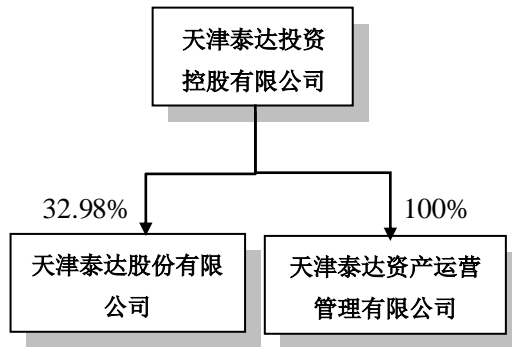 天津泰达投资
控股有限公司
32.98%
100%
天津泰达股份有限
公司
天津泰达资产运营
管理有限公司